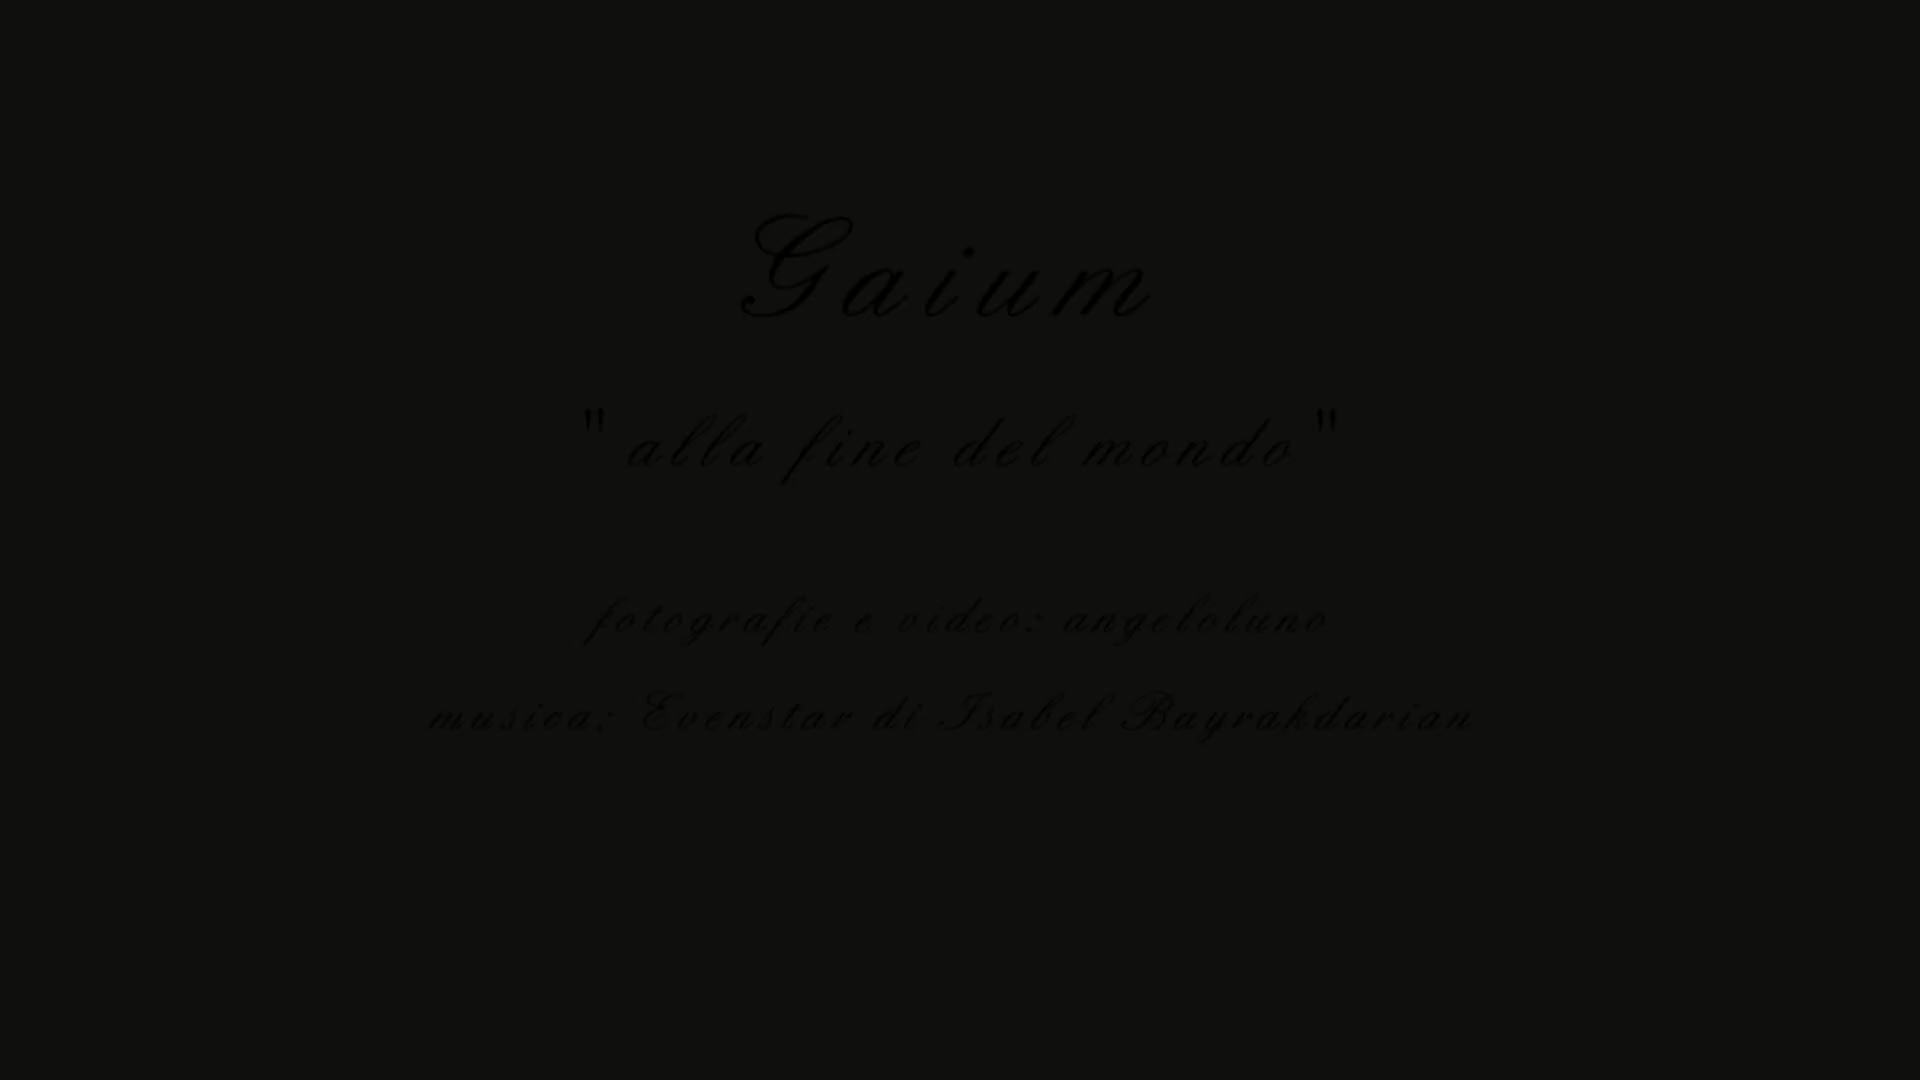 Gaium
"alla fine del mondo"
fotografie e video: angeloluno
musica: Evenstar di Isabel Bayrakdarian